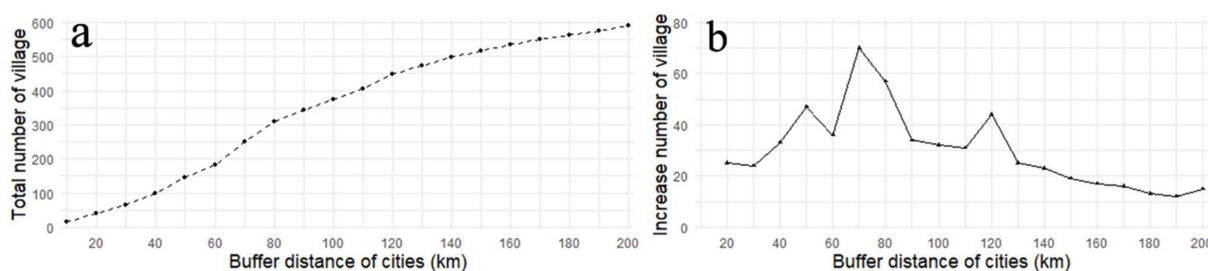 a
Total number of village
600
500
400
300
200
100
0
20 40 60 80 100 120 140 160 180 200
Buffer distance of cities (km)
b
Increase number of village
80
60
40
20
0
20 40 60 80 100 120 140 160 180 200
Buffer distance of cities (km)